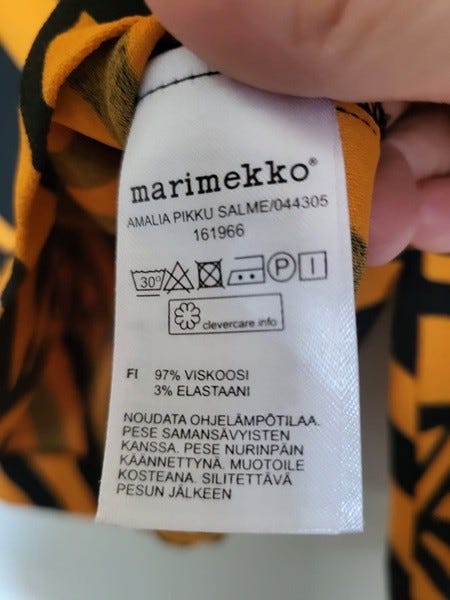 marimekko®
AMALIA PIKKU SALME/044305
161966
30°
P
clevercare.info
FI 97% VISKOOSI
3% ELASTAANI
NOUDATA OHJELÄMPÖTILAA.
PESE SAMANSÄVYISTEN
KANSSA. PESE NURINPÄIN
KÄÄNNETTYNÄ. MUOTOILE
KOSTEANA. SILITETTÄVÄ
PESUN JÄLKEEN